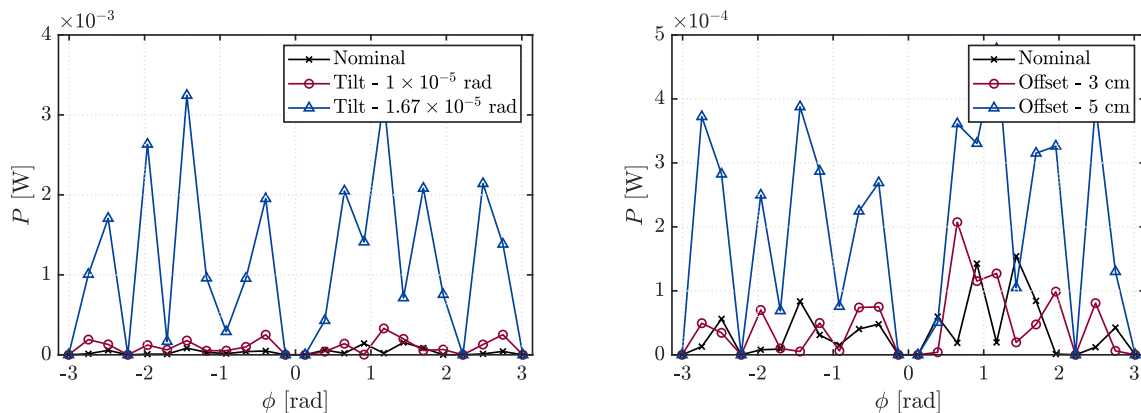 ×10⁻³
4
3
2
1
0
P [W]
-3 -2 -1 0 1 2 3
ϕ [rad]
Nominal
Tilt - 1 × 10⁻⁵ rad
Tilt - 1.67 × 10⁻⁵ rad
×10⁻⁴
5
4
3
2
1
0
P [W]
-3 -2 -1 0 1 2 3
ϕ [rad]
Nominal
Offset - 3 cm
Offset - 5 cm